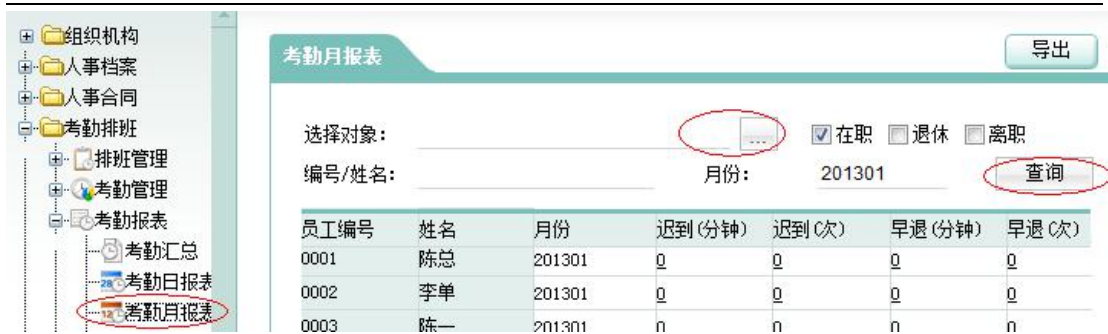 组织机构
人事档案
人事合同
考勤排班
排班管理
考勤管理
考勤报表
考勤汇总
考勤日报表
考勤月报表
考勤月报表
导出
选择对象： ... 在职 退休 离职
编号/姓名： 月份： 201301 查询
员工编号 姓名 月份 迟到(分钟) 迟到(次) 早退(分钟) 早退(次)
0001 陈总 201301 0 0 0 0
0002 李单 201301 0 0 0 0
0003 陈一 201301 0 0 0 0